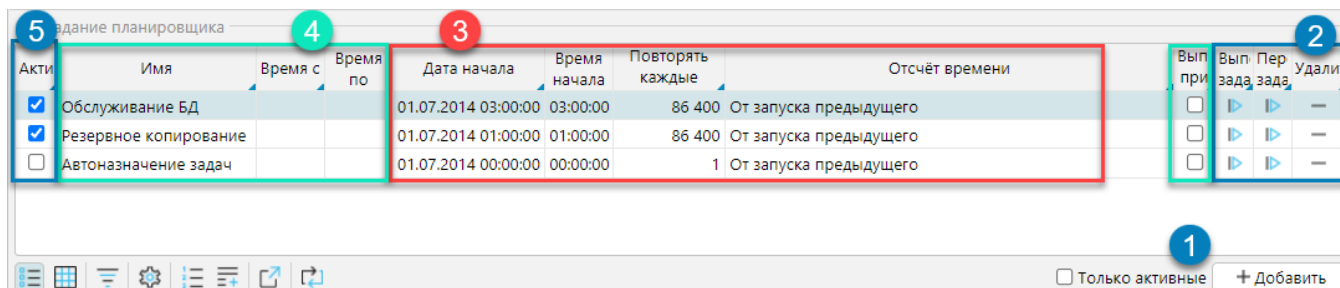 5 адание планировщика 4 3 2
Акти Имя Время с Время по Дата начала Время начала Повторять каждые Отсчёт времени Вып при Вып зада Пер зада Удали
Обслуживание БД 01.07.2014 03:00:00 03:00:00 86 400 От запуска предыдущего
Резервное копирование 01.07.2014 01:00:00 01:00:00 86 400 От запуска предыдущего
Автоназначение задач 01.07.2014 00:00:00 00:00:00 1 От запуска предыдущего
1
Только активные + Добавить